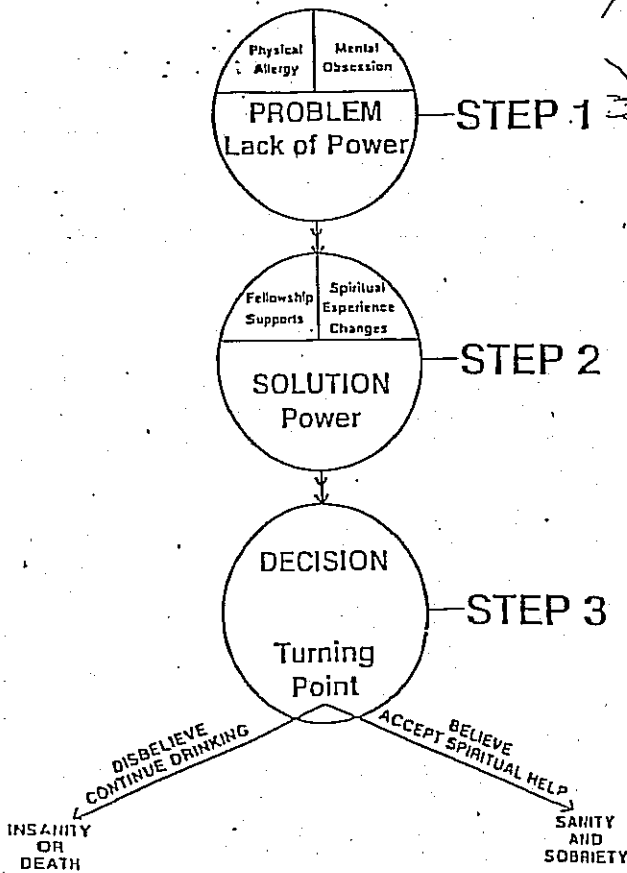 Physical
Allergy
Mental
Obsession
PROBLEM
Lack of Power
STEP 1
Fellowship
Supports
Spiritual
Experience
Changes
SOLUTION
Power
STEP 2
DECISION
Turning
Point
STEP 3
DISBELIEVE
CONTINUE DRINKING
BELIEVE
ACCEPT SPIRITUAL HELP
INSANITY
OR
DEATH
SANITY
AND
SOBRIETY